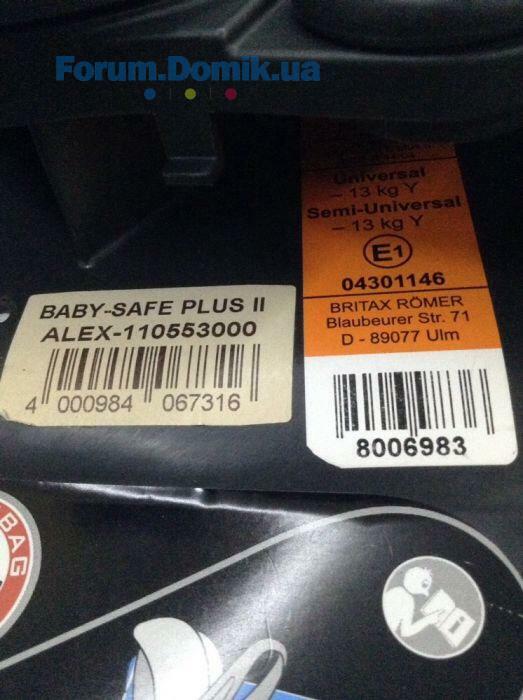 Forum.Domik.ua
Universal
– 13 kg Y
Semi-Universal
– 13 kg Y
E1
04301146
BRITAX RÖMER
Blaubeurer Str. 71
D - 89077 Ulm
BABY-SAFE PLUS II
ALEX-110553000
4 000984 067316
8006983
BAG
i